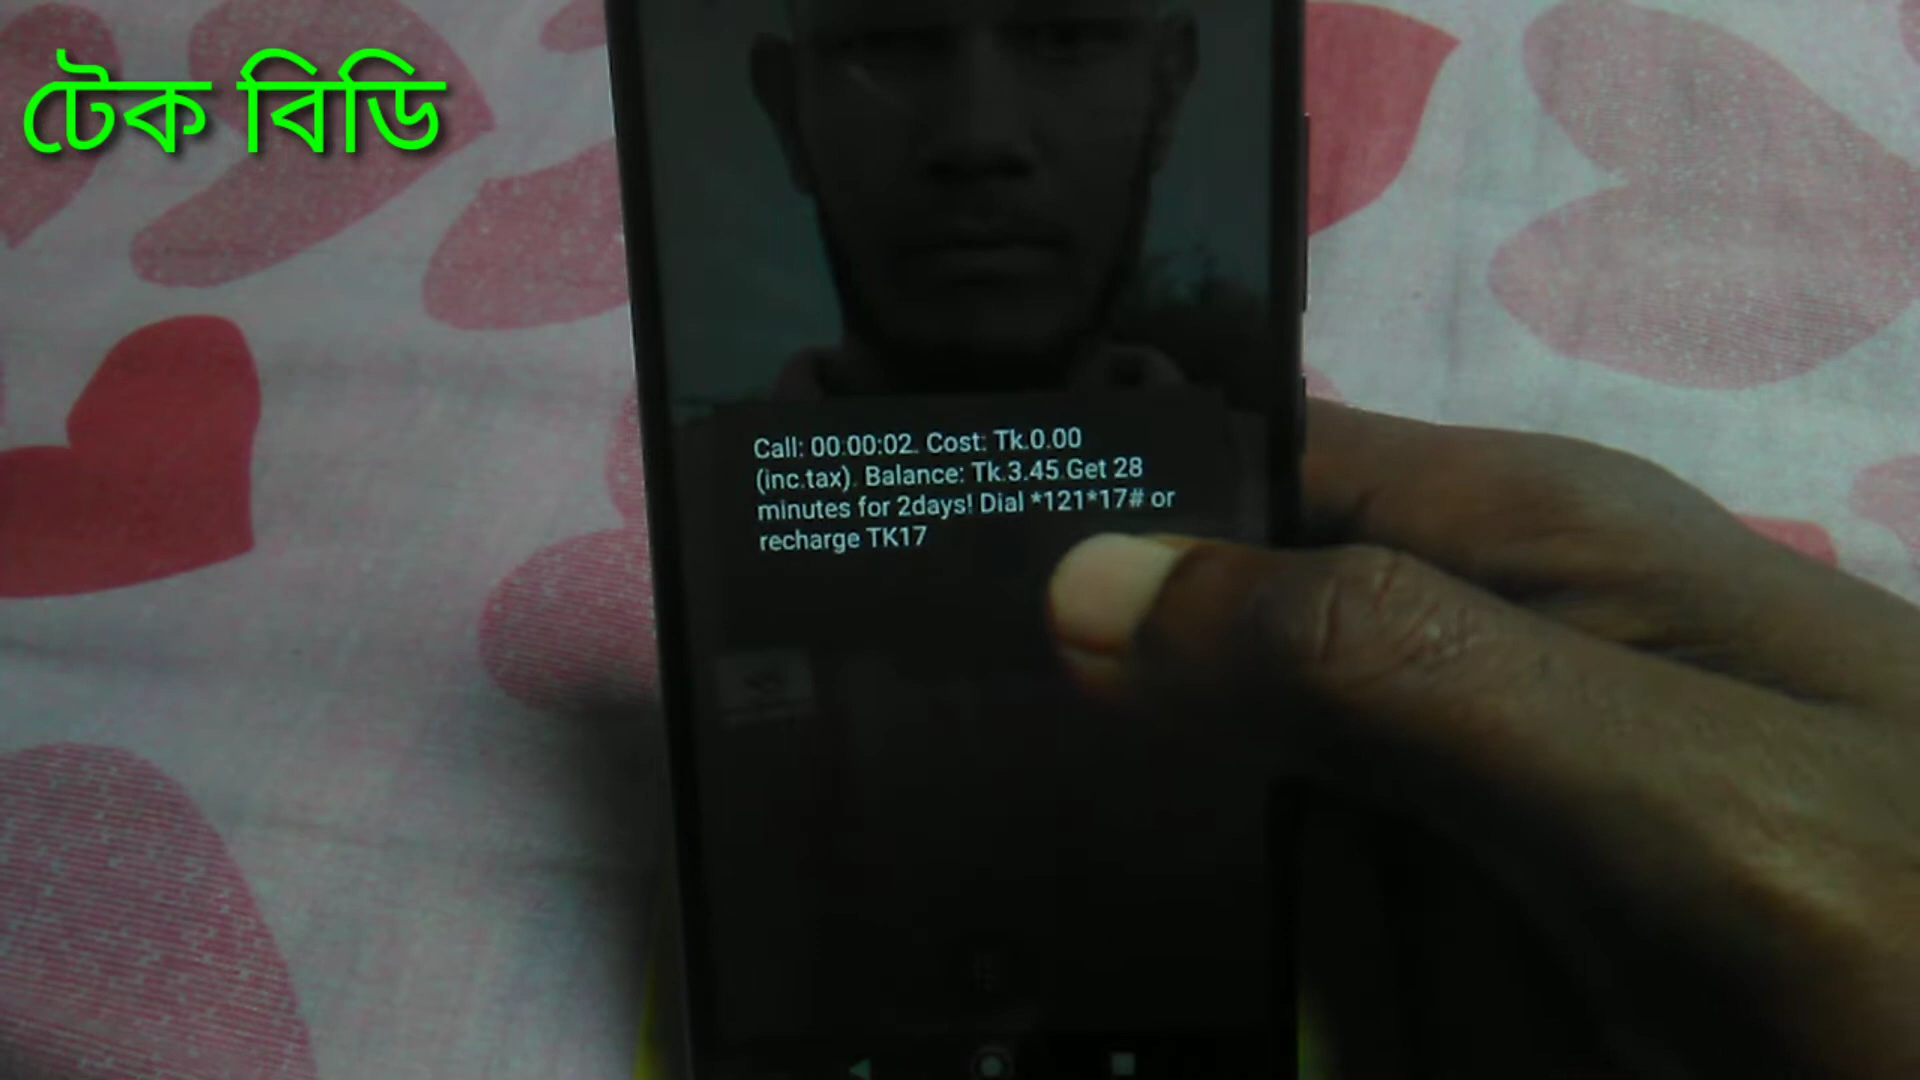 টেক বিডি
Call: 00:00:02. Cost: Tk.0.00
(inc.tax). Balance: Tk.3.45.Get 28
minutes for 2days! Dial *121*17# or
recharge TK17